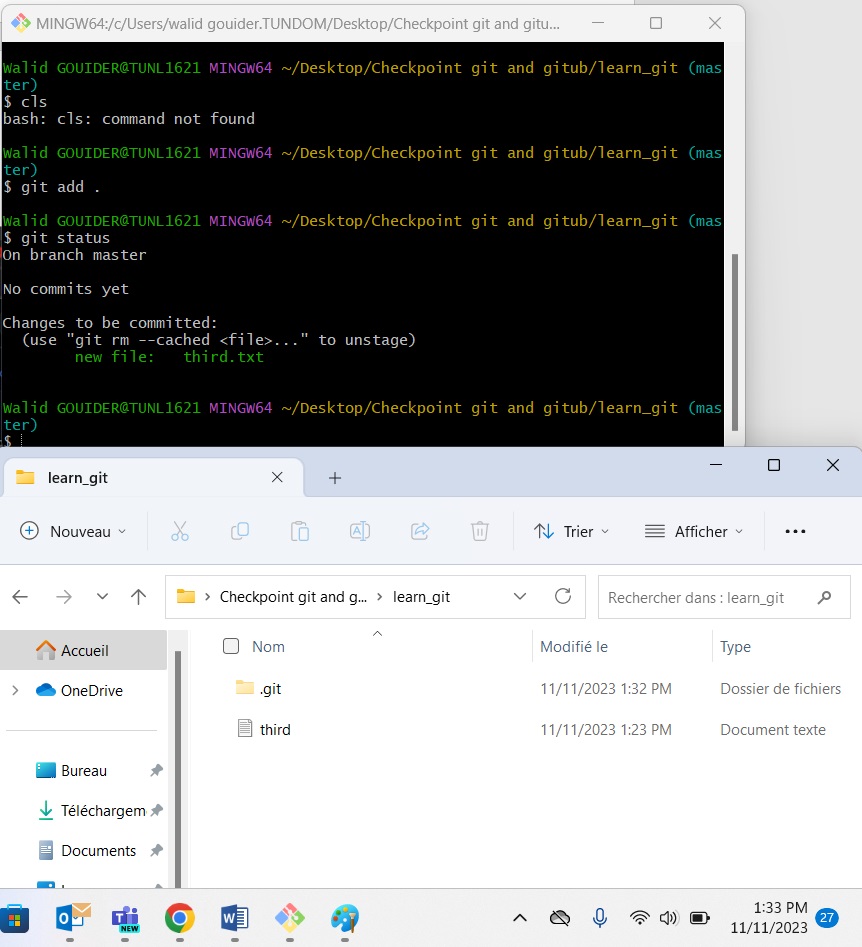 MINGW64:/c/Users/walid gouider.TUNDOM/Desktop/Checkpoint git and gitu...
Walid GOUIDER@TUNL1621 MINGW64 ~/Desktop/Checkpoint git and gitub/learn_git (mas
ter)
$ cls
bash: cls: command not found
Walid GOUIDER@TUNL1621 MINGW64 ~/Desktop/Checkpoint git and gitub/learn_git (mas
ter)
$ git add .
Walid GOUIDER@TUNL1621 MINGW64 ~/Desktop/Checkpoint git and gitub/learn_git (mas
ter)
$ git status
On branch master
No commits yet
Changes to be committed:
(use "git rm --cached <file>..." to unstage)
new file:   third.txt
Walid GOUIDER@TUNL1621 MINGW64 ~/Desktop/Checkpoint git and gitub/learn_git (mas
ter)
$
learn_git
Nouveau Trier Afficher
Checkpoint git and g... learn_git Rechercher dans : learn_git
Nom Modifié le Type
Accueil
OneDrive
.git 11/11/2023 1:32 PM Dossier de fichiers
third 11/11/2023 1:23 PM Document texte
Bureau
Téléchargem
Documents
NEW
1:33 PM
11/11/2023
27